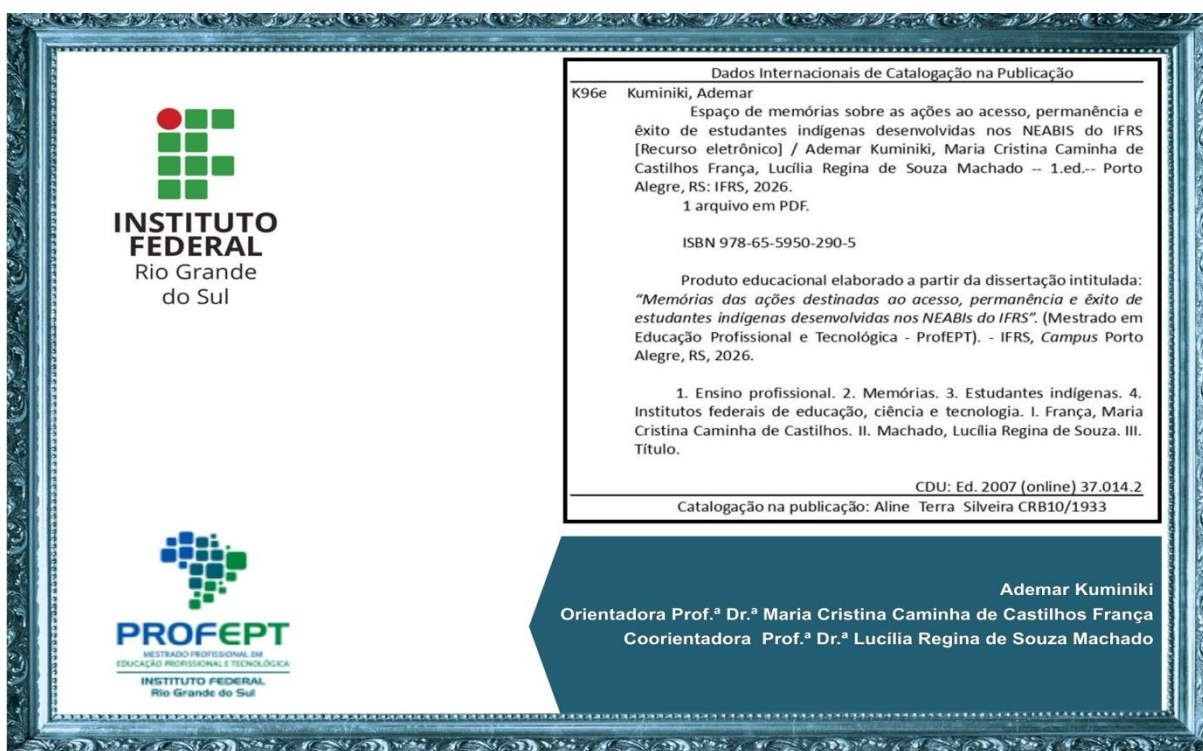 INSTITUTO
FEDERAL
Rio Grande
do Sul
Dados Internacionais de Catalogação na Publicação
K96e Kuminiki, Ademar
Espaço de memórias sobre as ações ao acesso, permanência e
êxito de estudantes indígenas desenvolvidas nos NEABIS do IFRS
[Recurso eletrônico] / Ademar Kuminiki, Maria Cristina Caminha de
Castilhos França, Lucília Regina de Souza Machado -- 1.ed.-- Porto
Alegre, RS: IFRS, 2026.
1 arquivo em PDF.
ISBN 978-65-5950-290-5
Produto educacional elaborado a partir da dissertação intitulada:
“Memórias das ações destinadas ao acesso, permanência e êxito de
estudantes indígenas desenvolvidas nos NEABIs do IFRS”. (Mestrado em
Educação Profissional e Tecnológica - ProfEPT). - IFRS, Campus Porto
Alegre, RS, 2026.
1. Ensino profissional. 2. Memórias. 3. Estudantes indígenas. 4.
Institutos federais de educação, ciência e tecnologia. I. França, Maria
Cristina Caminha de Castilhos. II. Machado, Lucília Regina de Souza. III.
Título.
CDU: Ed. 2007 (online) 37.014.2
Catalogação na publicação: Aline Terra Silveira CRB10/1933
PROFEPT
MESTRADO PROFISSIONAL EM
EDUCAÇÃO PROFISSIONAL E TECNOLÓGICA
INSTITUTO FEDERAL
Rio Grande do Sul
Ademar Kuminiki
Orientadora Prof.ª Dr.ª Maria Cristina Caminha de Castilhos França
Coorientadora Prof.ª Dr.ª Lucília Regina de Souza Machado